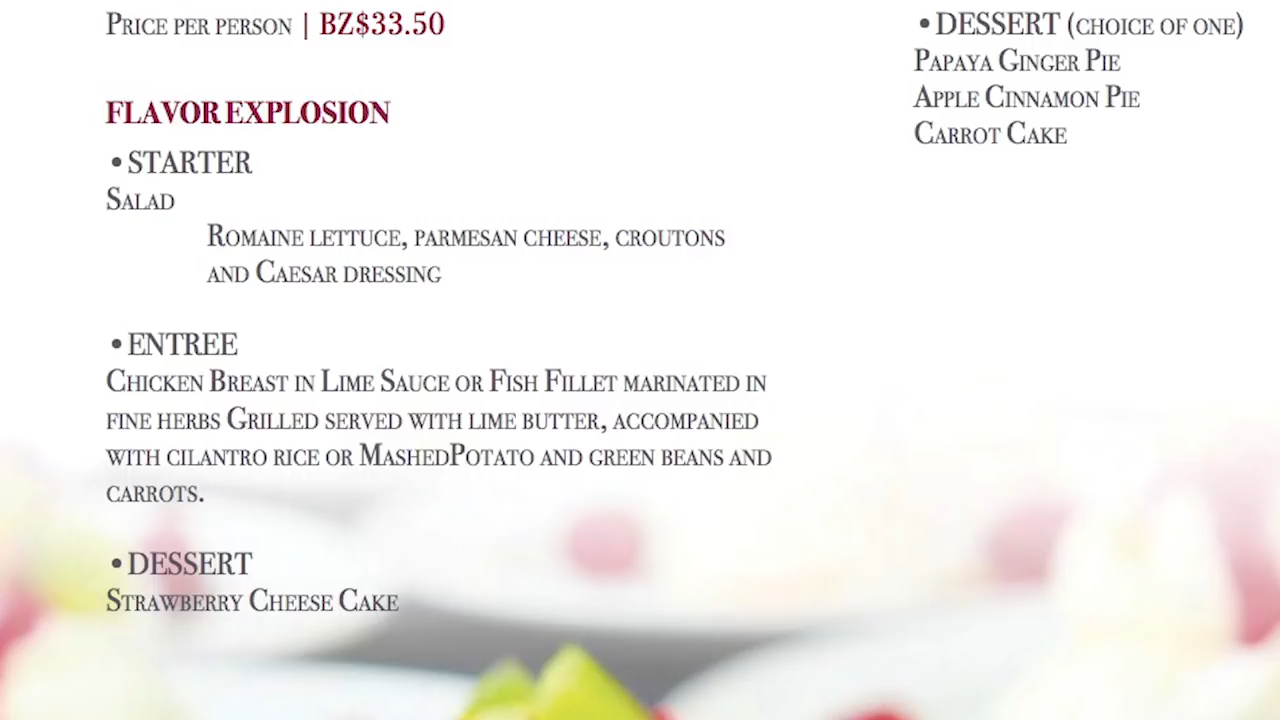 Price per person | BZ$33.50
FLAVOR EXPLOSION
• STARTER
Salad
Romaine lettuce, parmesan cheese, croutons
and Caesar dressing
• ENTREE
Chicken Breast in Lime Sauce or Fish Fillet marinated in
fine herbs Grilled served with lime butter, accompanied
with cilantro rice or MashedPotato and green beans and
carrots.
• DESSERT
Strawberry Cheese Cake
• DESSERT (choice of one)
Papaya Ginger Pie
Apple Cinnamon Pie
Carrot Cake